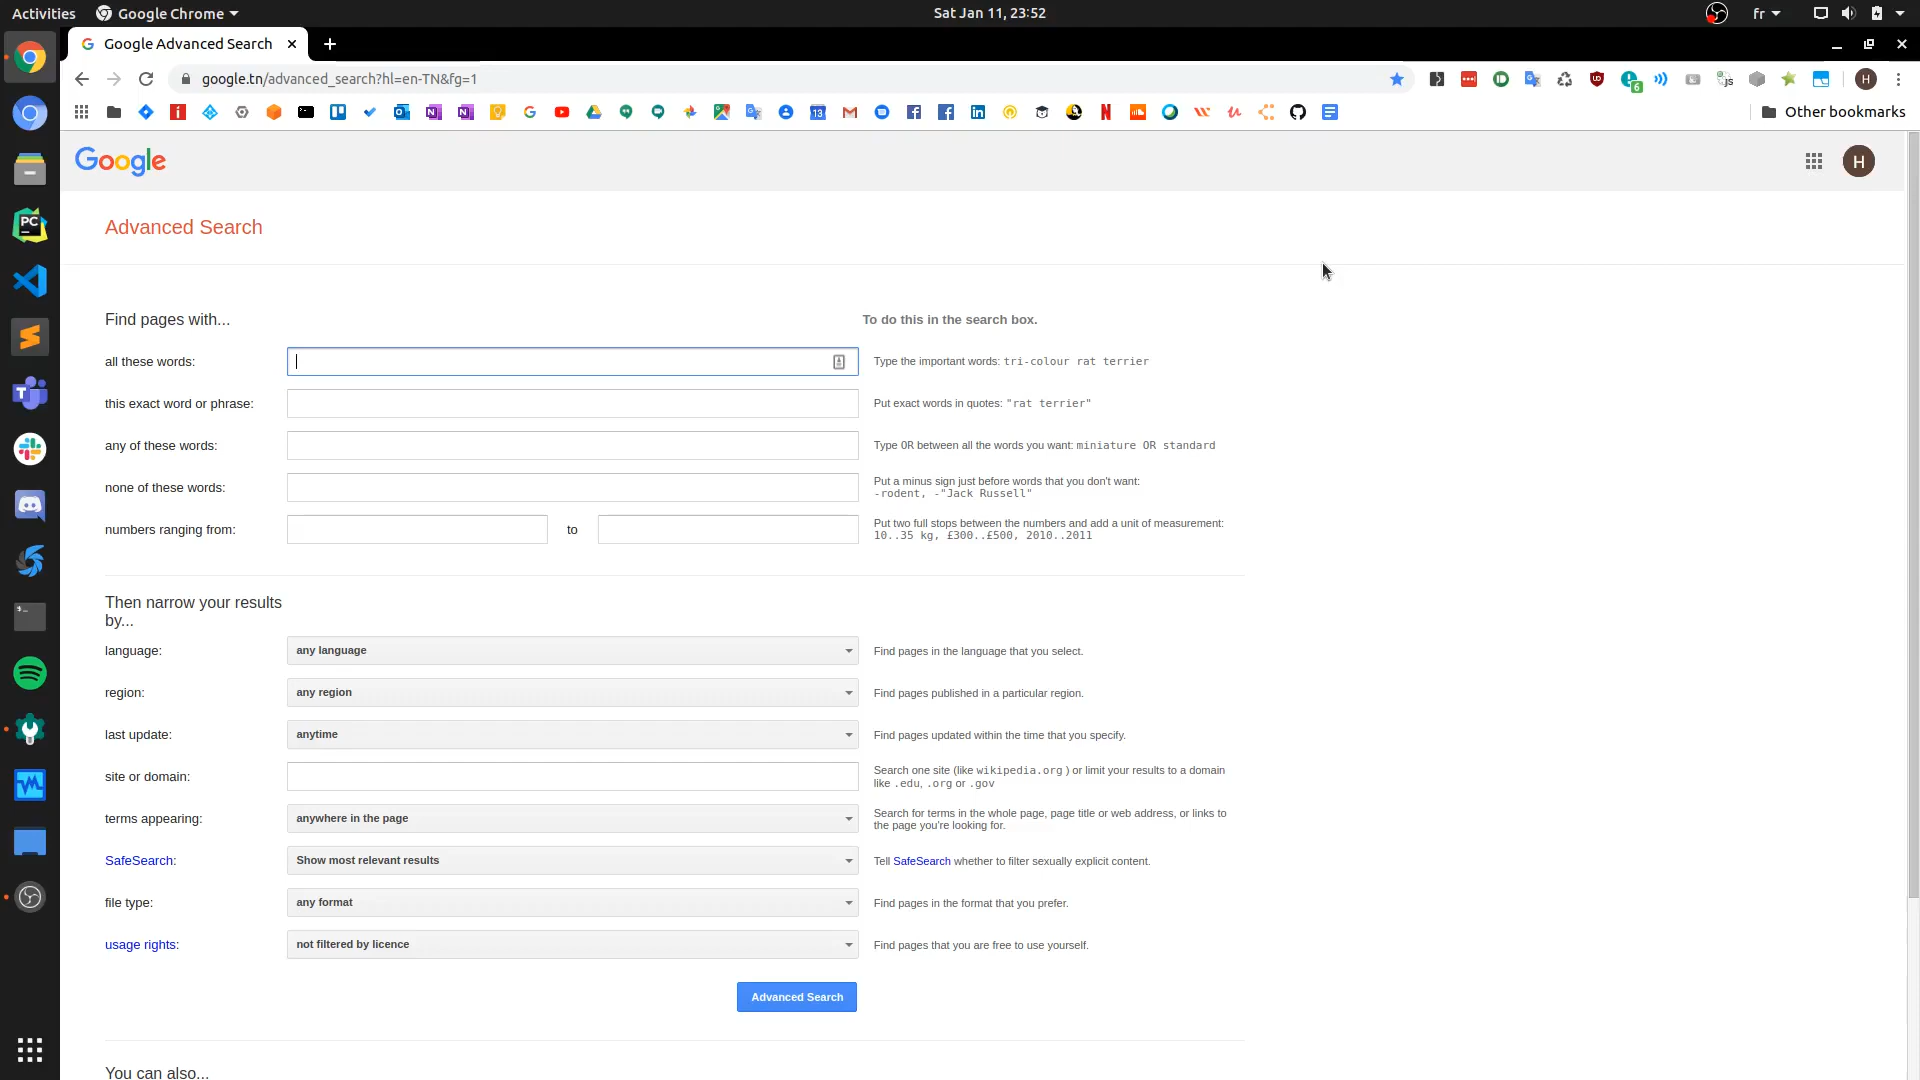 Activities
Google Chrome
Sat Jan 11, 23:52
fr
Google Advanced Search
google.tn/advanced_search?hl=en-TN&fg=1
6
H
13
Other bookmarks
Google
H
Advanced Search
Find pages with...
To do this in the search box.
all these words:
Type the important words: tri-colour rat terrier
this exact word or phrase:
Put exact words in quotes: "rat terrier"
any of these words:
Type OR between all the words you want: miniature OR standard
none of these words:
Put a minus sign just before words that you don't want:
-rodent, -"Jack Russell"
numbers ranging from:
to
Put two full stops between the numbers and add a unit of measurement:
10..35 kg, £300..£500, 2010..2011
Then narrow your results
by...
language:
any language
Find pages in the language that you select.
region:
any region
Find pages published in a particular region.
last update:
anytime
Find pages updated within the time that you specify.
site or domain:
Search one site (like wikipedia.org ) or limit your results to a domain
like .edu, .org or .gov
terms appearing:
anywhere in the page
Search for terms in the whole page, page title or web address, or links to
the page you're looking for.
SafeSearch:
Show most relevant results
Tell SafeSearch whether to filter sexually explicit content.
file type:
any format
Find pages in the format that you prefer.
usage rights:
not filtered by licence
Find pages that you are free to use yourself.
Advanced Search
You can also...
PC